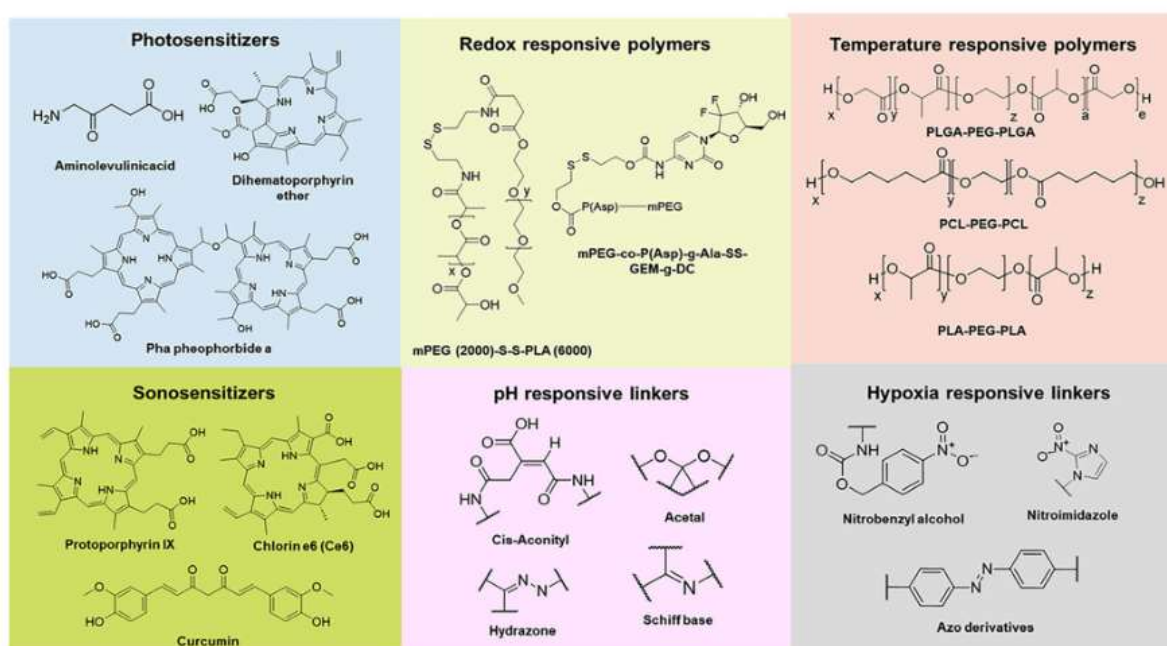 Photosensitizers
Aminolevulinicacid
Dihematoporphyrin
ether
Pha pheophorbide a
Redox responsive polymers
mPEG (2000)-S-S-PLA (6000)
mPEG-co-P(Asp)-g-Ala-SS-
GEM-g-DC
Temperature responsive polymers
PLGA-PEG-PLGA
PCL-PEG-PCL
PLA-PEG-PLA
Sonosensitizers
Protoporphyrin IX
Chlorin e6 (Ce6)
Curcumin
pH responsive linkers
Cis-Aconityl
Acetal
Hydrazone
Schiff base
Hypoxia responsive linkers
Nitrobenzyl alcohol
Nitroimidazole
Azo derivatives